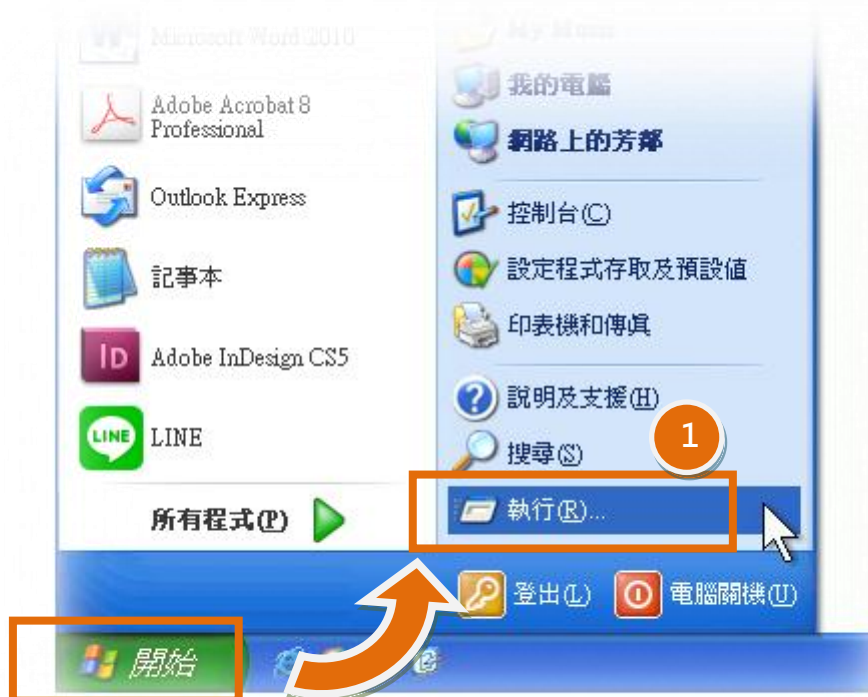 Microsoft Word 2010
Adobe Acrobat 8
Professional
Outlook Express
記事本
Adobe InDesign CS5
LINE
LINE
所有程式(P)
My Music
我的電腦
網路上的芳鄰
控制台(C)
設定程式存取及預設值
印表機和傳真
說明及支援(H)
搜尋(S)
1
執行(R)...
登出(L)
電腦關機(U)
開始